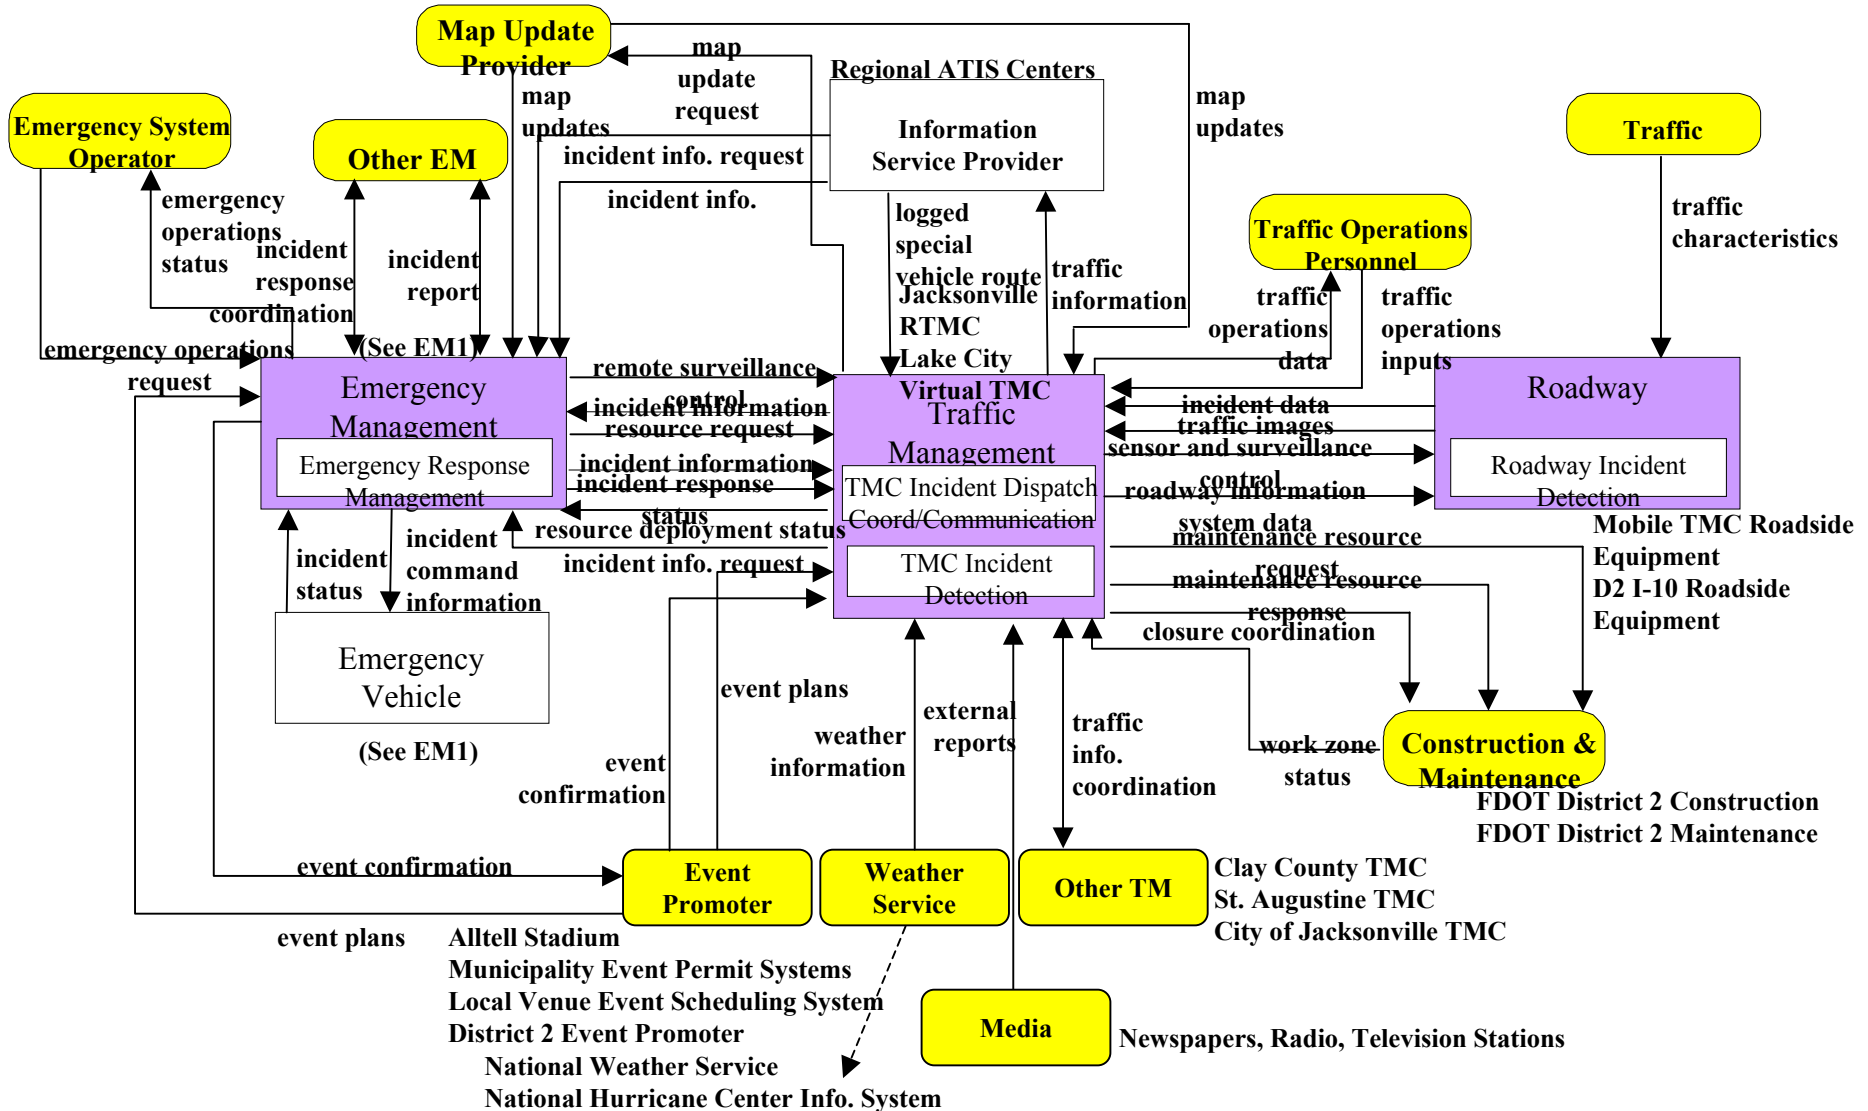 Map Update
Provider
map
update
request
Regional ATIS Centers
map
updates
map
updates
Information
Service Provider
Emergency System
Operator
Other EM
Traffic
incident info. request
incident info.
emergency
operations
status
incident
response
coordination
incident
report
logged
special
vehicle route
traffic
information
Jacksonville
RTMC
Lake City
Virtual TMC
Traffic Operations
Personnel
traffic
characteristics
traffic
operations
data
traffic
operations
inputs
emergency operations
request
(See EM1)
Emergency
Management
Emergency Response
Management
remote surveillance
control
incident information
resource request
incident information
incident response
status
resource deployment status
incident info. request
Traffic
Management
TMC Incident Dispatch
Coord/Communication
TMC Incident
Detection
incident data
traffic images
sensor and surveillance
control
roadway information
system data
maintenance resource
request
maintenance resource
response
closure coordination
Roadway
Roadway Incident
Detection
Mobile TMC Roadside
Equipment
D2 I-10 Roadside
Equipment
incident
status
incident
command
information
Emergency
Vehicle
(See EM1)
event plans
event
confirmation
weather
information
external
reports
traffic
info.
coordination
work zone
status
Construction &
Maintenance
FDOT District 2 Construction
FDOT District 2 Maintenance
event confirmation
Event
Promoter
Weather
Service
Other TM
Clay County TMC
St. Augustine TMC
City of Jacksonville TMC
event plans
Alltell Stadium
Municipality Event Permit Systems
Local Venue Event Scheduling System
District 2 Event Promoter
National Weather Service
National Hurricane Center Info. System
Media
Newspapers, Radio, Television Stations